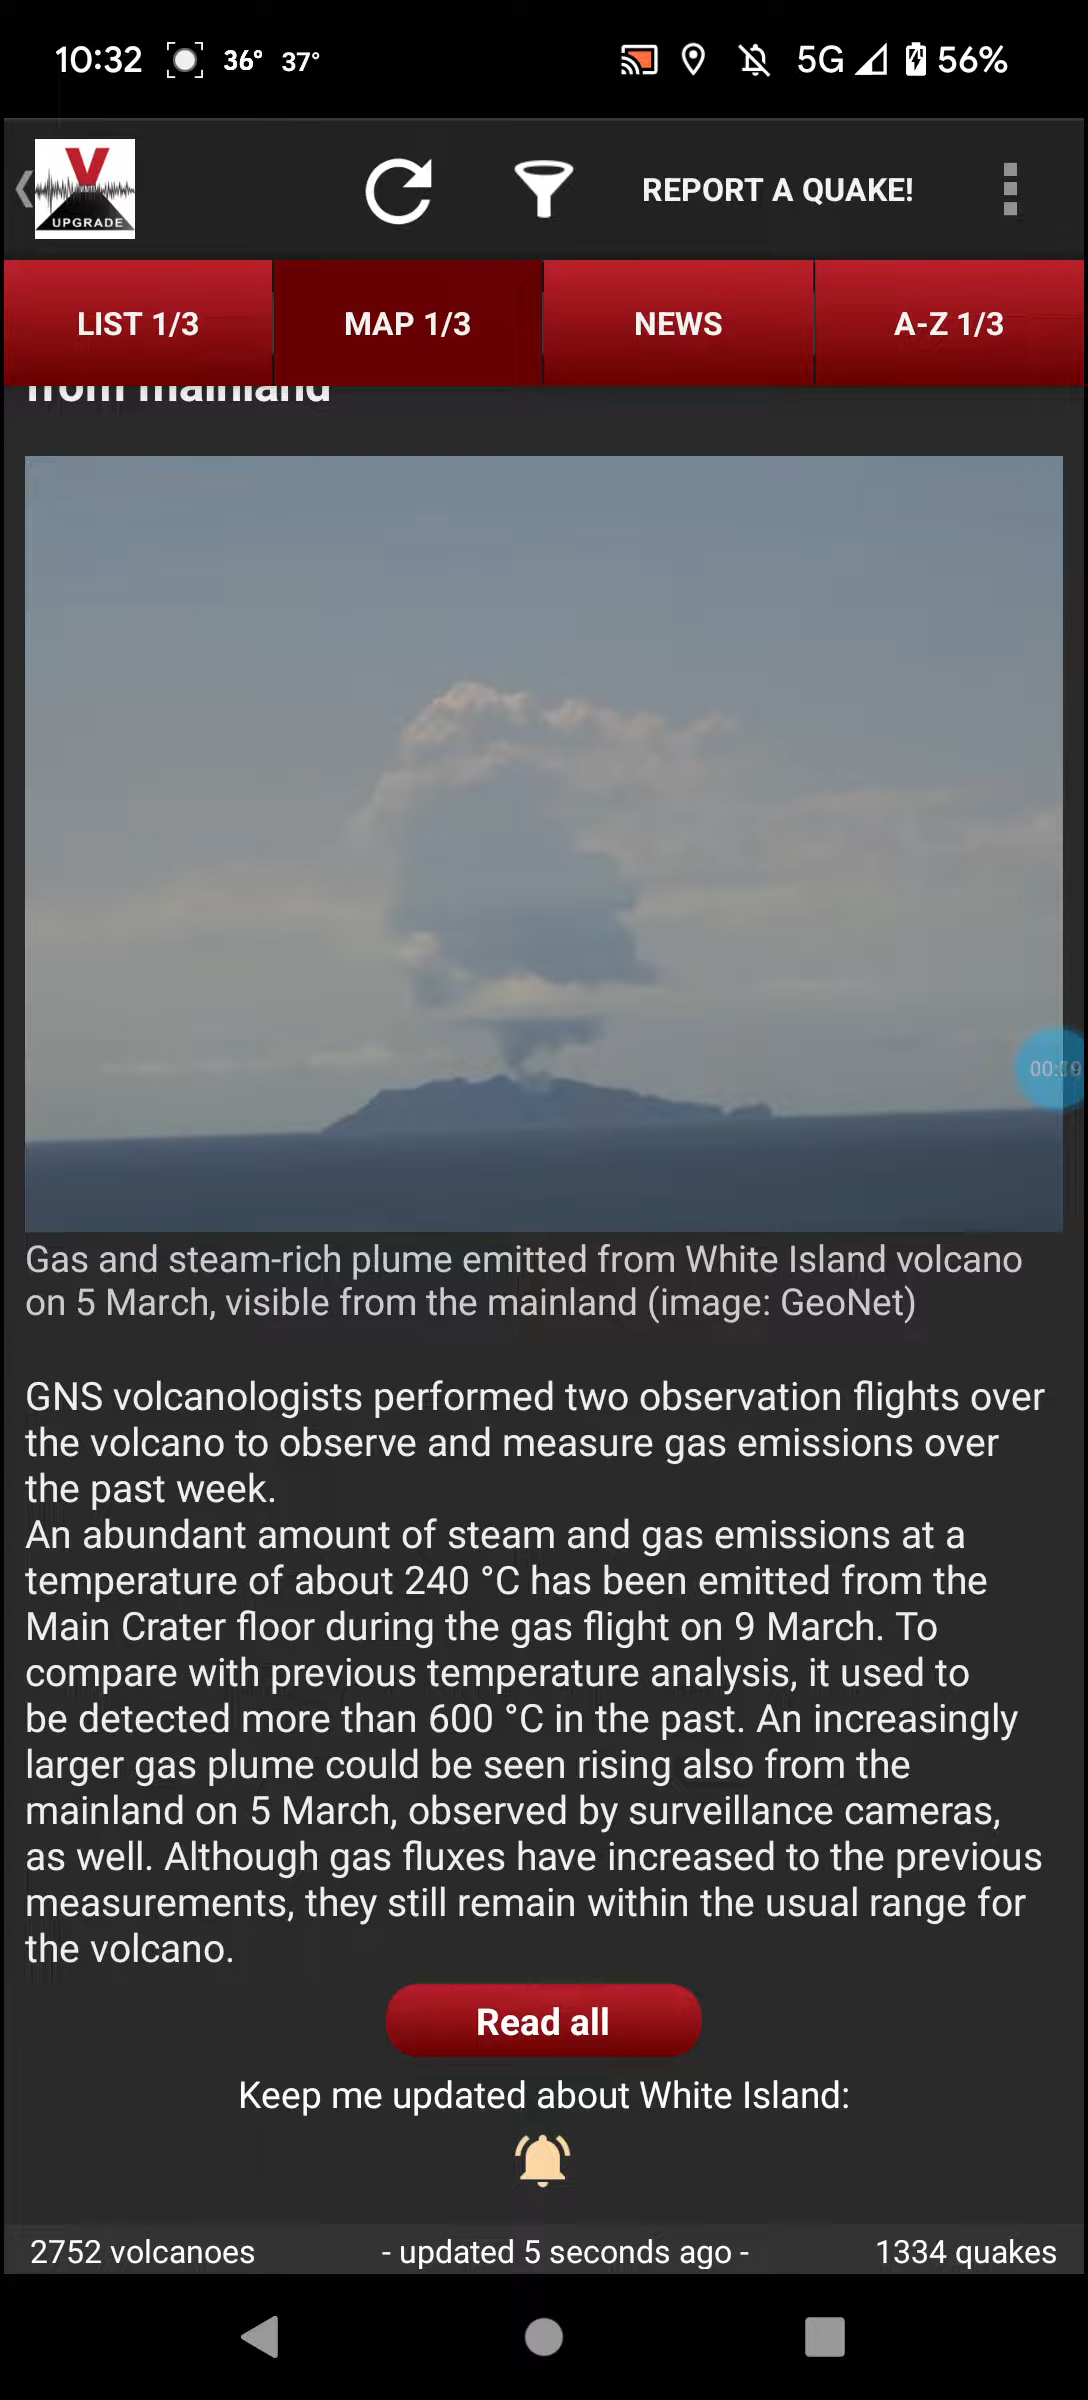 10:32 36° 37° 5G 56%
V
UPGRADE
REPORT A QUAKE!
LIST 1/3 MAP 1/3 NEWS A-Z 1/3
from mainland
Gas and steam-rich plume emitted from White Island volcano
on 5 March, visible from the mainland (image: GeoNet)
GNS volcanologists performed two observation flights over
the volcano to observe and measure gas emissions over
the past week.
An abundant amount of steam and gas emissions at a
temperature of about 240 °C has been emitted from the
Main Crater floor during the gas flight on 9 March. To
compare with previous temperature analysis, it used to
be detected more than 600 °C in the past. An increasingly
larger gas plume could be seen rising also from the
mainland on 5 March, observed by surveillance cameras,
as well. Although gas fluxes have increased to the previous
measurements, they still remain within the usual range for
the volcano.
Read all
Keep me updated about White Island:
2752 volcanoes - updated 5 seconds ago - 1334 quakes